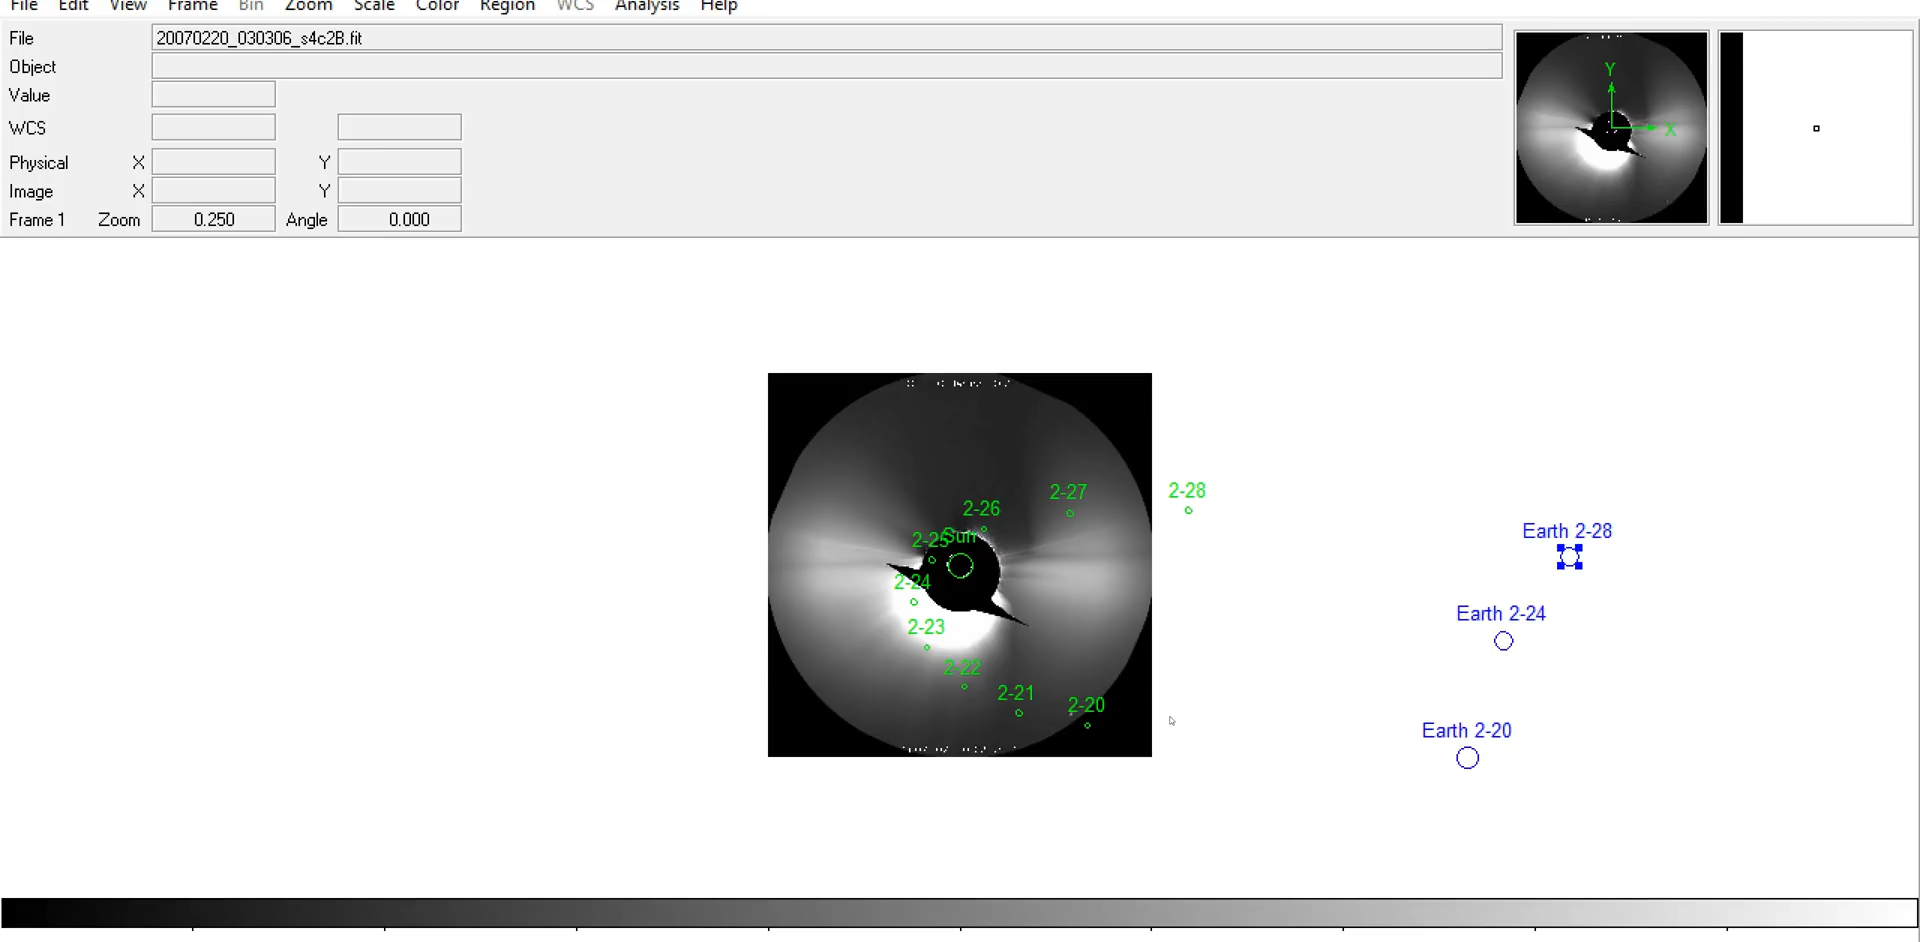 File Edit View Frame Bin Zoom Scale Color Region WCS Analysis Help
File 20070220_030306_s4c2B.fit
Object
Value
WCS
Physical X Y
Image X Y
Frame 1 Zoom 0.250 Angle 0.000
Y
X
2-27
2-28
2-26
Sun
2-25
2-24
2-23
2-22
2-21
2-20
Earth 2-28
Earth 2-24
Earth 2-20